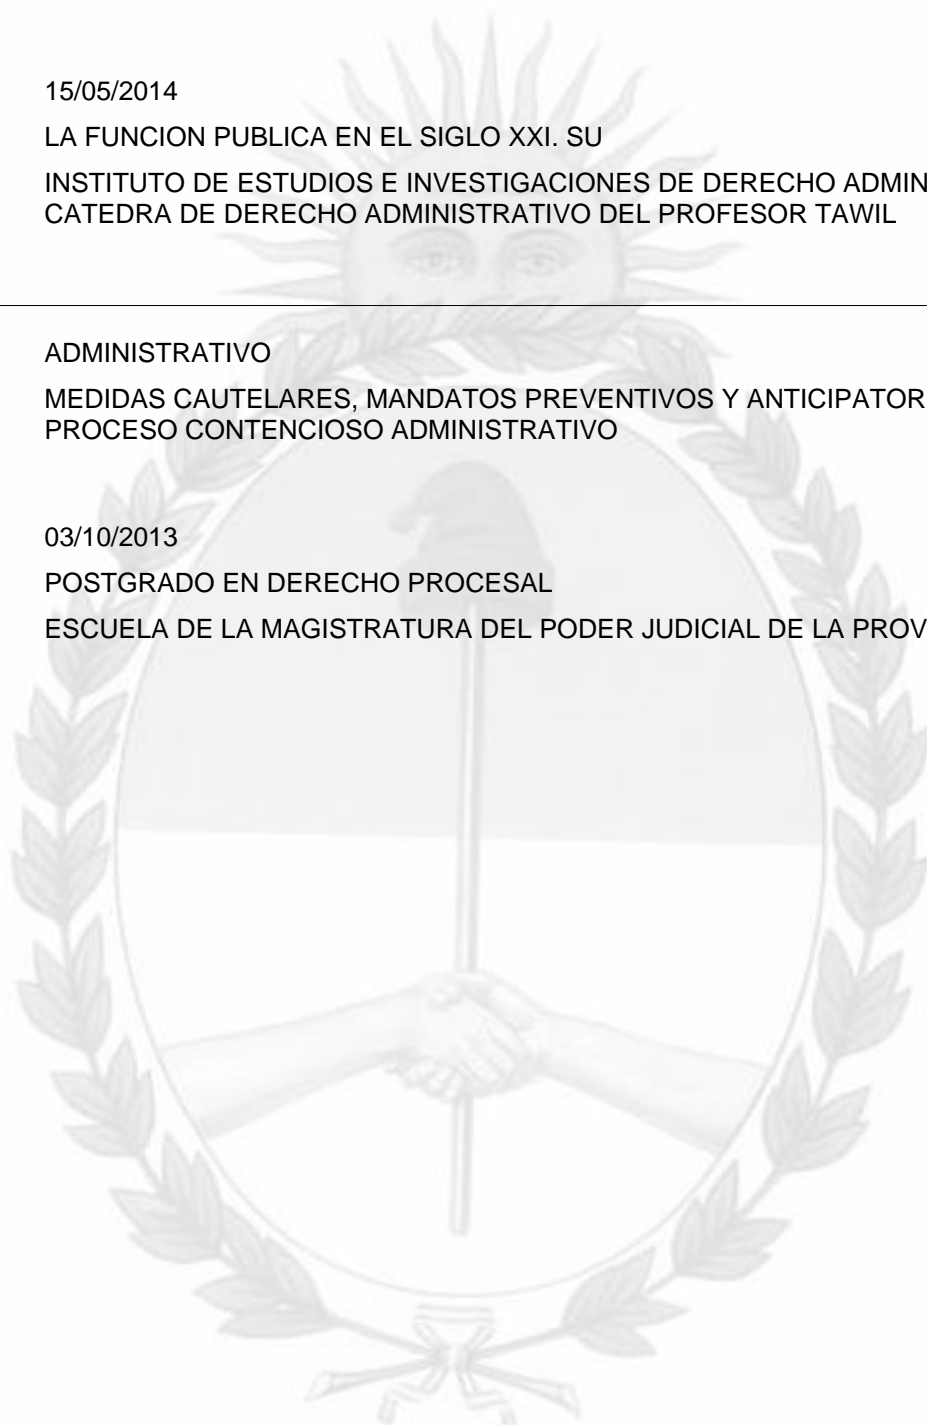 15/05/2014
LA FUNCION PUBLICA EN EL SIGLO XXI. SU
INSTITUTO DE ESTUDIOS E INVESTIGACIONES DE DERECHO ADMIN
CATEDRA DE DERECHO ADMINISTRATIVO DEL PROFESOR TAWIL
ADMINISTRATIVO
MEDIDAS CAUTELARES, MANDATOS PREVENTIVOS Y ANTICIPATOR
PROCESO CONTENCIOSO ADMINISTRATIVO
03/10/2013
POSTGRADO EN DERECHO PROCESAL
ESCUELA DE LA MAGISTRATURA DEL PODER JUDICIAL DE LA PROV